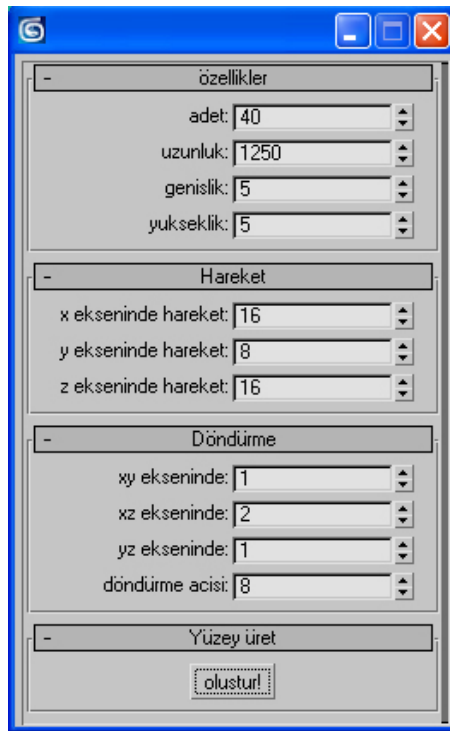 - özellikler
adet: 40
uzunluk: 1250
genislik: 5
yukseklik: 5
- Hareket
x ekseninde hareket: 16
y ekseninde hareket: 8
z ekseninde hareket: 16
- Döndürme
xy ekseninde: 1
xz ekseninde: 2
yz ekseninde: 1
döndürme acisi: 8
- Yüzey üret
olustur!